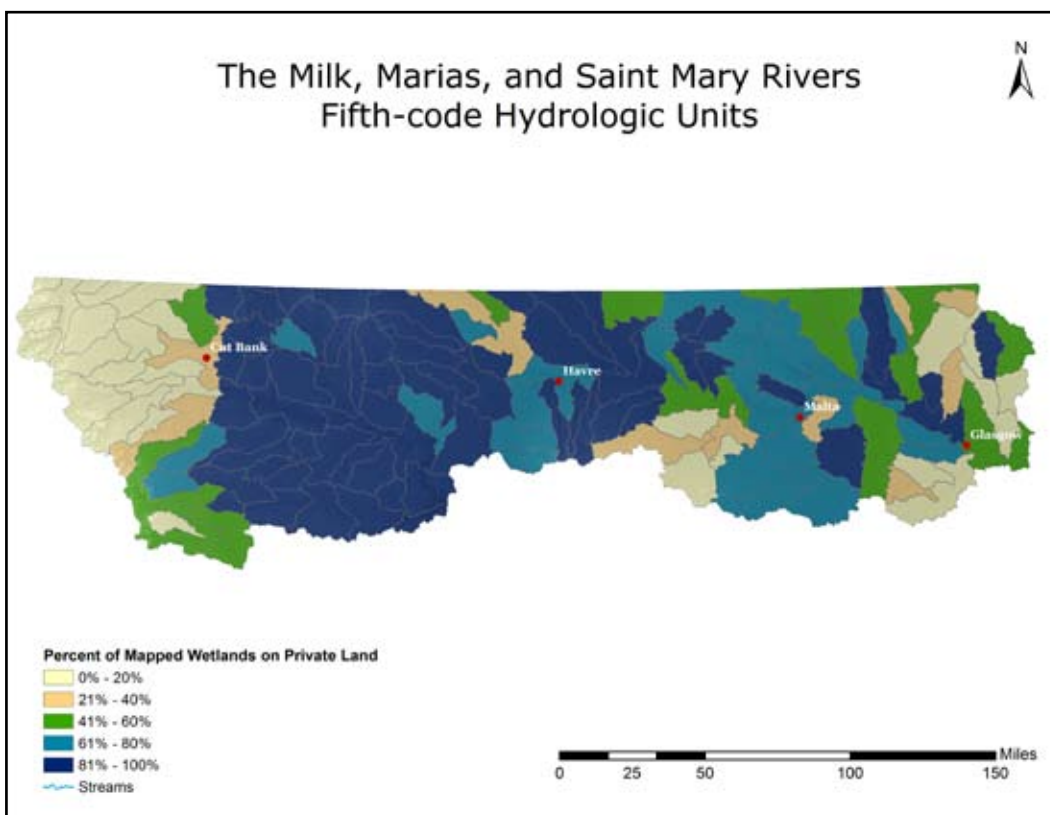 The Milk, Marias, and Saint Mary Rivers
Fifth-code Hydrologic Units
N
Cut Bank
Havre
Malta
Glasgow
Percent of Mapped Wetlands on Private Land
0% - 20%
21% - 40%
41% - 60%
61% - 80%
81% - 100%
Streams
Miles
0 25 50 100 150